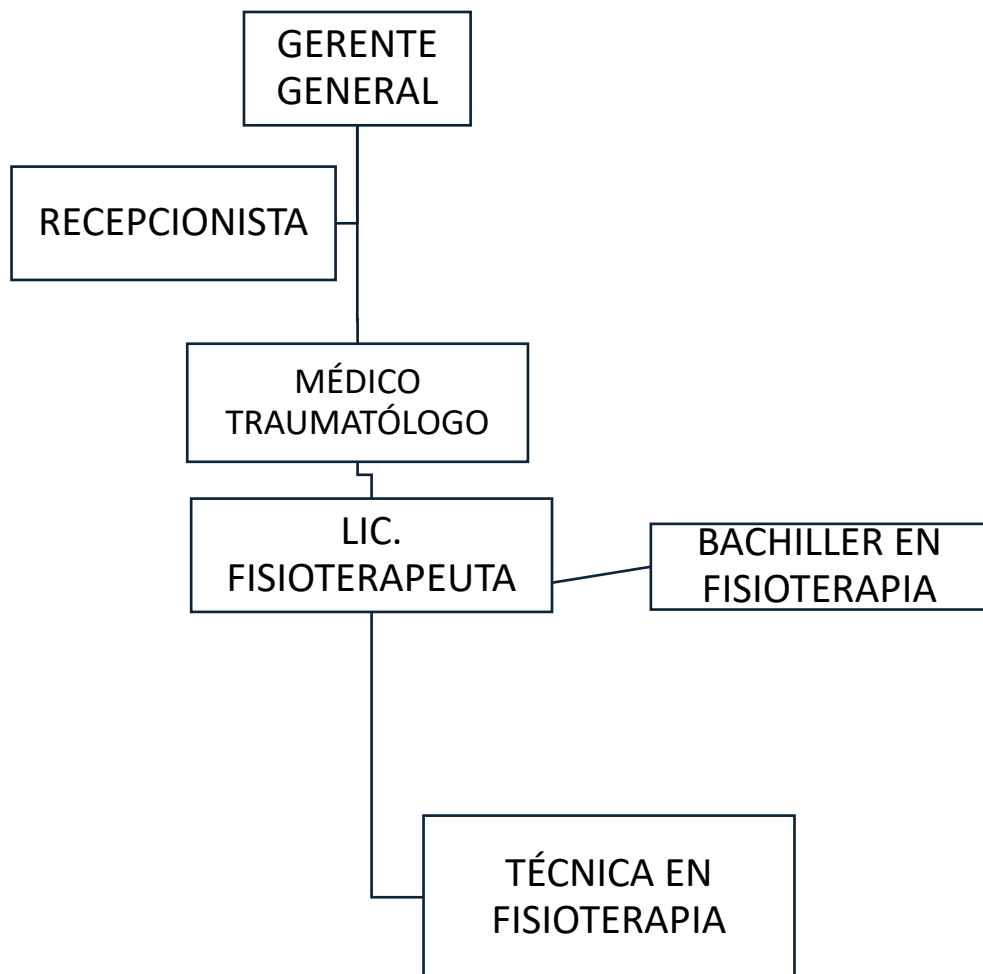 GERENTE
GENERAL
RECEPCIONISTA
MÉDICO
TRAUMATÓLOGO
LIC.
FISIOTERAPEUTA
BACHILLER EN
FISIOTERAPIA
TÉCNICA EN
FISIOTERAPIA